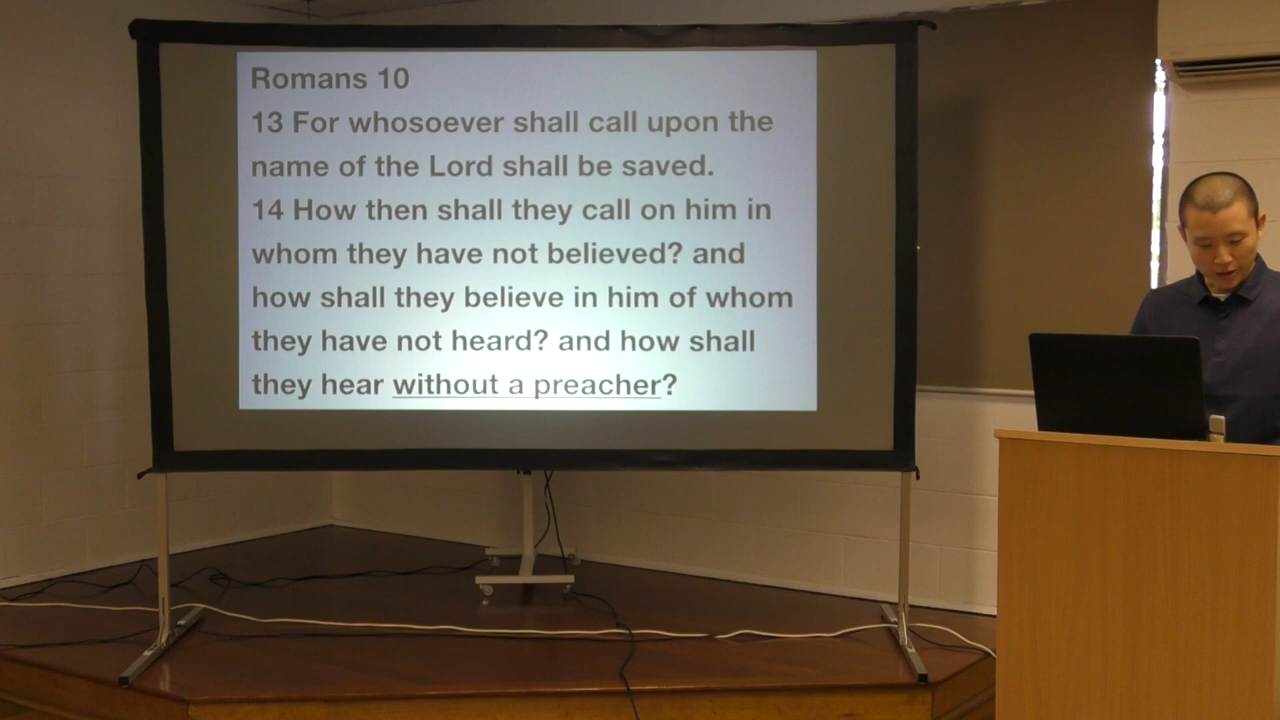 Romans 10
13 For whosoever shall call upon the
name of the Lord shall be saved.
14 How then shall they call on him in
whom they have not believed? and
how shall they believe in him of whom
they have not heard? and how shall
they hear without a preacher?